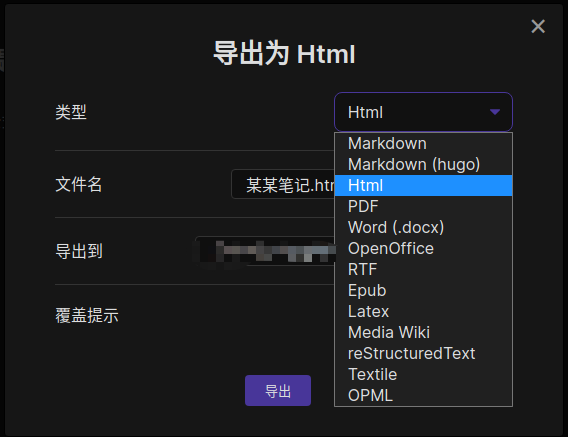 导出为 Html
类型
Html
Markdown
Markdown (hugo)
Html
PDF
Word (.docx)
OpenOffice
RTF
Epub
Latex
Media Wiki
reStructuredText
Textile
OPML
文件名
某某笔记.htm
导出到
覆盖提示
导出